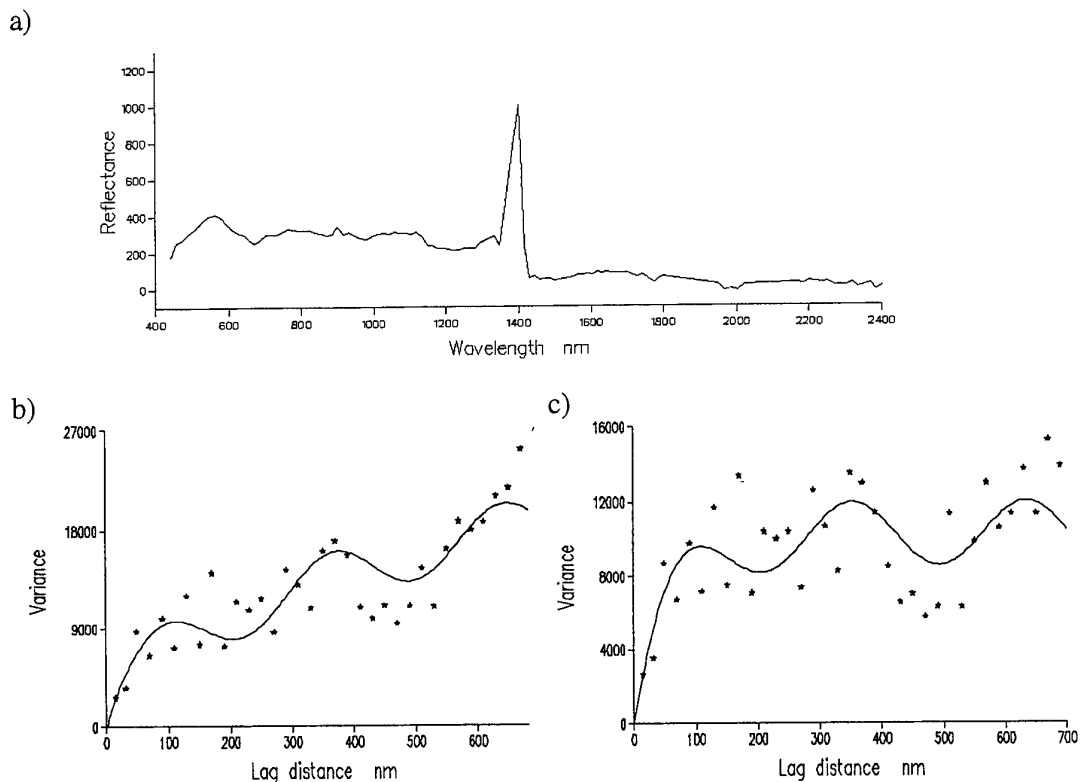 a)
1200
1000
800
600
400
200
0
Reflectance
400 600 800 1000 1200 1400 1600 1800 2000 2200 2400
Wavelength nm
b)
27000
18000
9000
0
Variance
0 100 200 300 400 500 600
Lag distance nm
c)
16000
12000
8000
4000
0
Variance
0 100 200 300 400 500 600 700
Lag distance nm